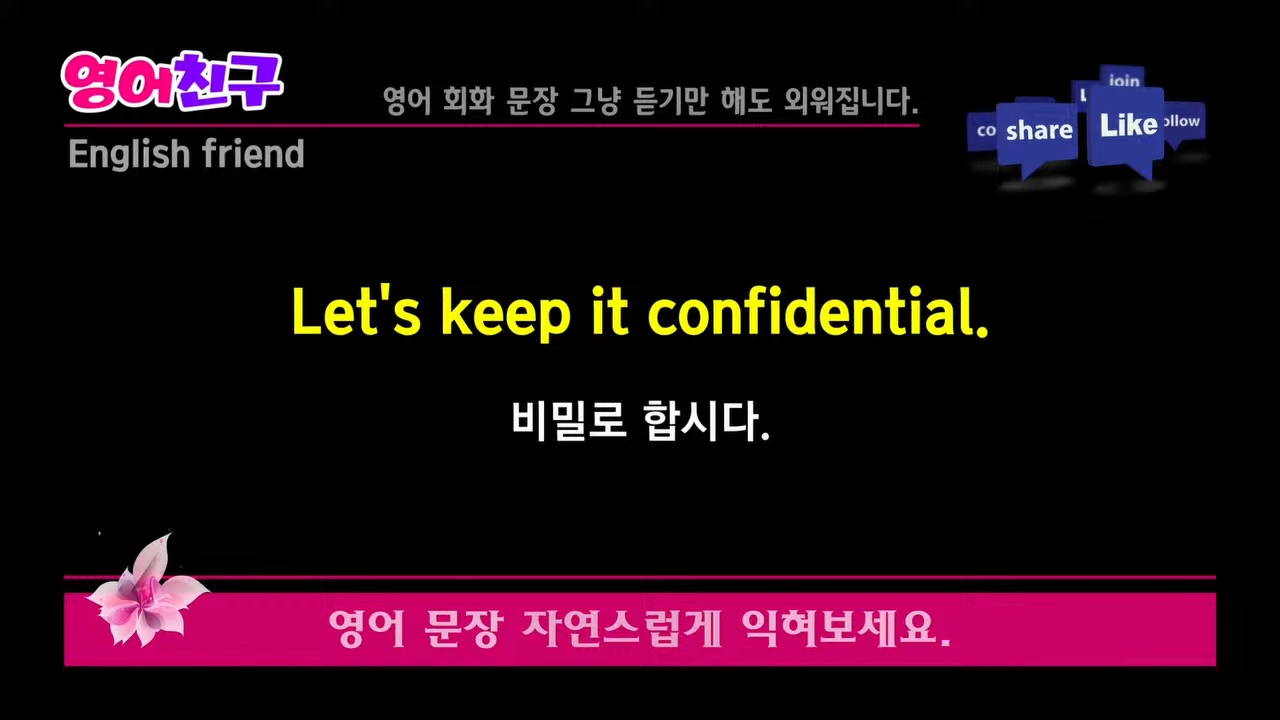 영어친구
영어 회화 문장 그냥 듣기만 해도 외워집니다.
English friend
join
share
Like
Let's keep it confidential.
비밀로 합시다.
영어 문장 자연스럽게 익혀보세요.